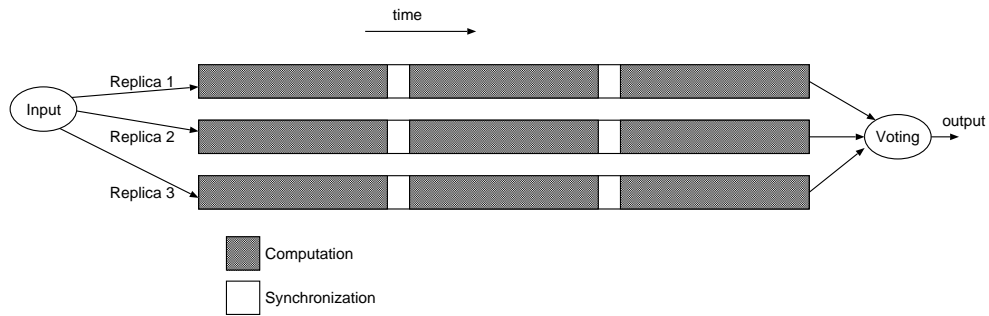 time
Replica 1
Input
Replica 2
Replica 3
Voting
output
Computation
Synchronization